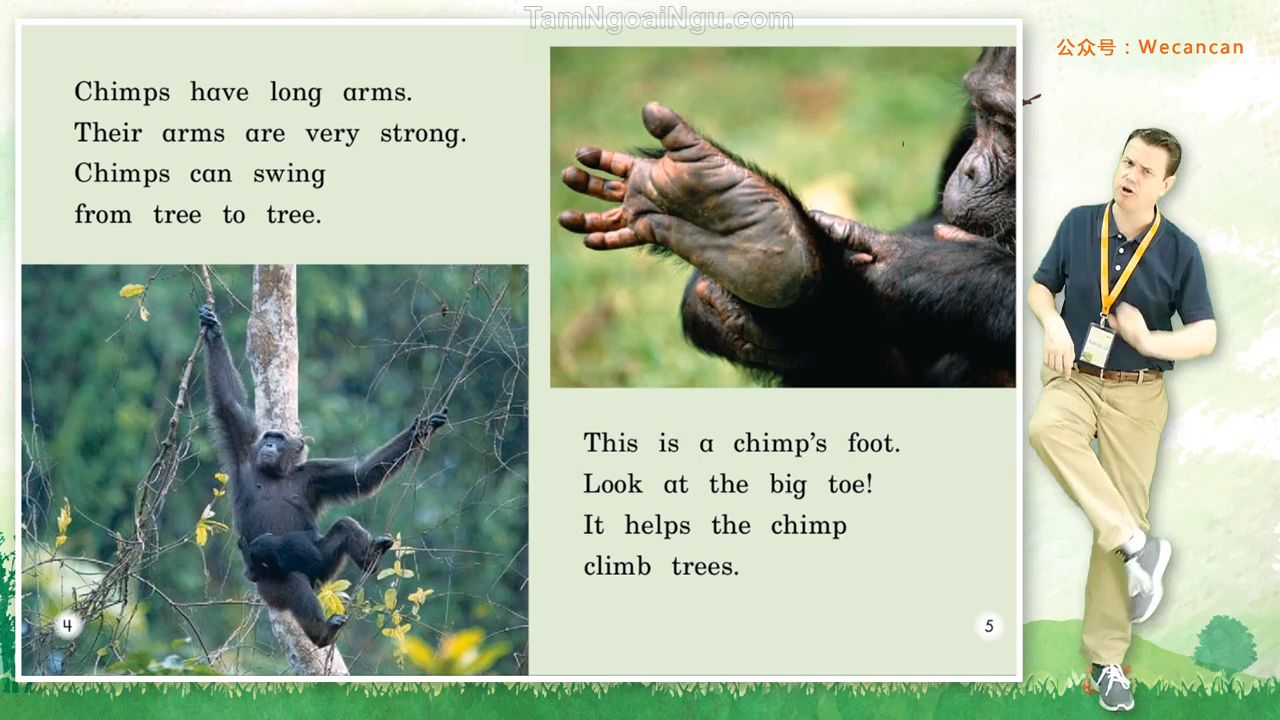 TamNgoaiNgu.com
公众号：Wecancan
Chimps have long arms.
Their arms are very strong.
Chimps can swing
from tree to tree.
4
This is a chimp's foot.
Look at the big toe!
It helps the chimp
climb trees.
5